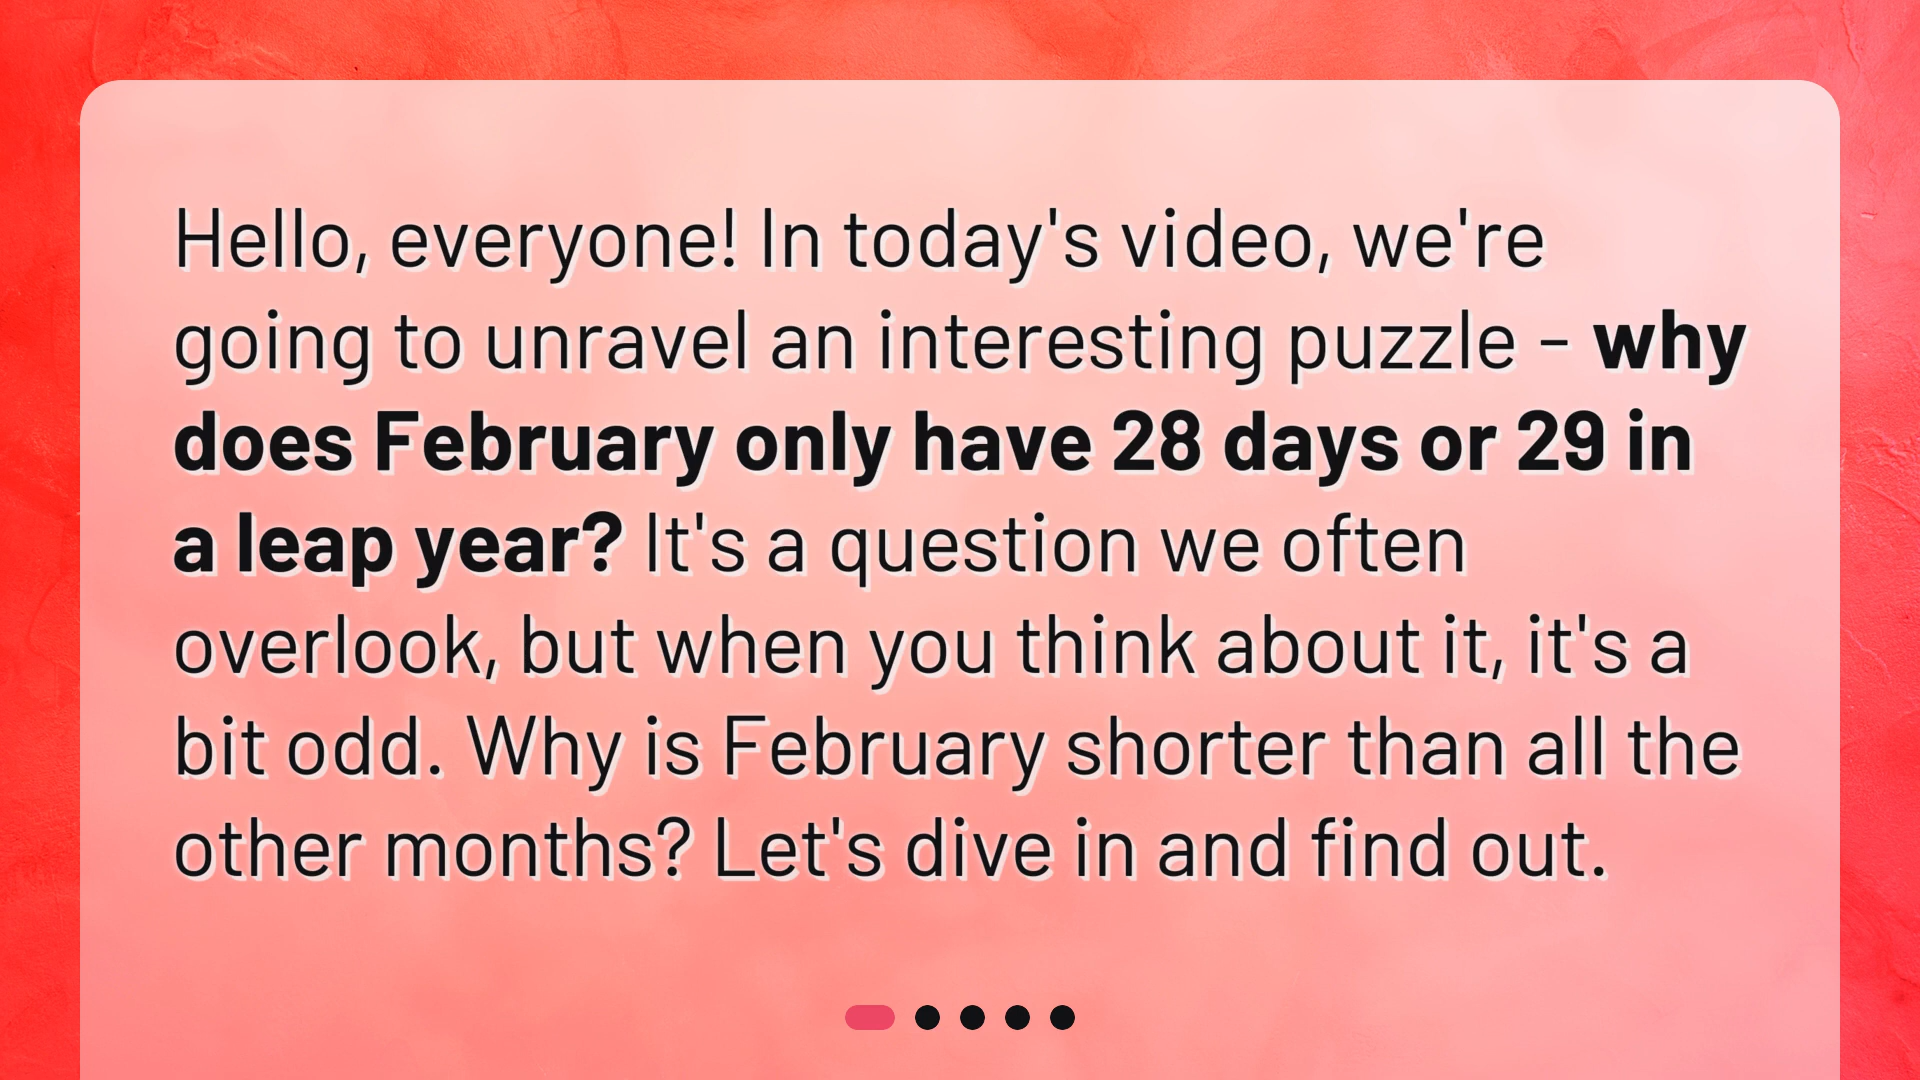 Hello, everyone! In today's video, we're
going to unravel an interesting puzzle - why
does February only have 28 days or 29 in
a leap year? It's a question we often
overlook, but when you think about it, it's a
bit odd. Why is February shorter than all the
other months? Let's dive in and find out.